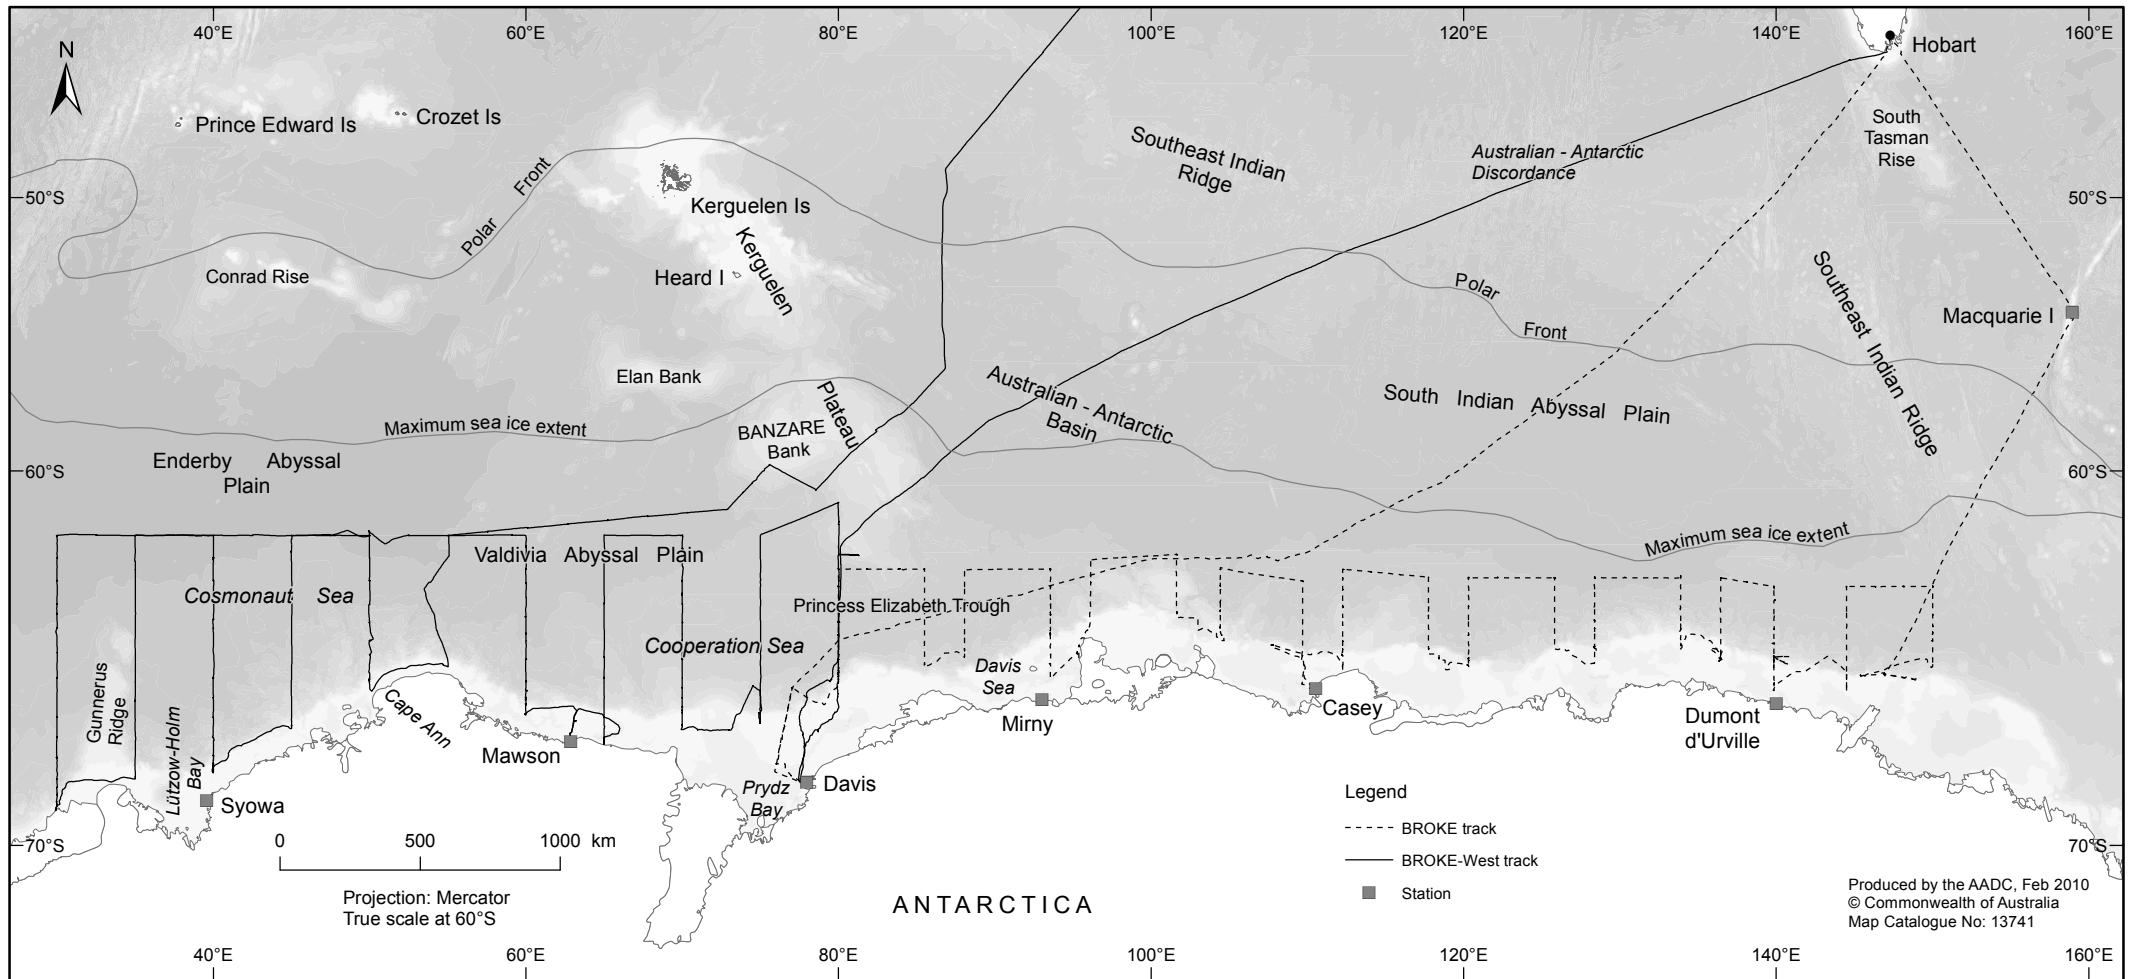 40°E
60°E
80°E
100°E
120°E
140°E
160°E
N
Hobart
Prince Edward Is
Crozet Is
South
Tasman
Rise
Southeast Indian
Ridge
Australian - Antarctic
Discordance
Polar
Front
50°S
50°S
Kerguelen Is
Kerguelen
Plateau
Conrad Rise
Heard I
Polar
Front
Southeast Indian Ridge
Macquarie I
Elan Bank
Australian - Antarctic
Basin
South Indian Abyssal Plain
Maximum sea ice extent
BANZARE
Bank
Enderby Abyssal
Plain
60°S
60°S
Maximum sea ice extent
Valdivia Abyssal Plain
Cosmonaut Sea
Princess Elizabeth Trough
Cooperation Sea
Gunnerus
Ridge
Lützow-Holm
Bay
Cape Ann
Davis
Sea
Mirny
Casey
Dumont
d'Urville
Mawson
Prydz
Bay
Davis
Syowa
0 500 1000 km
Projection: Mercator
True scale at 60°S
70°S
70°S
ANTARCTICA
Legend
BROKE track
BROKE-West track
Station
Produced by the AADC, Feb 2010
© Commonwealth of Australia
Map Catalogue No: 13741
40°E
60°E
80°E
100°E
120°E
140°E
160°E